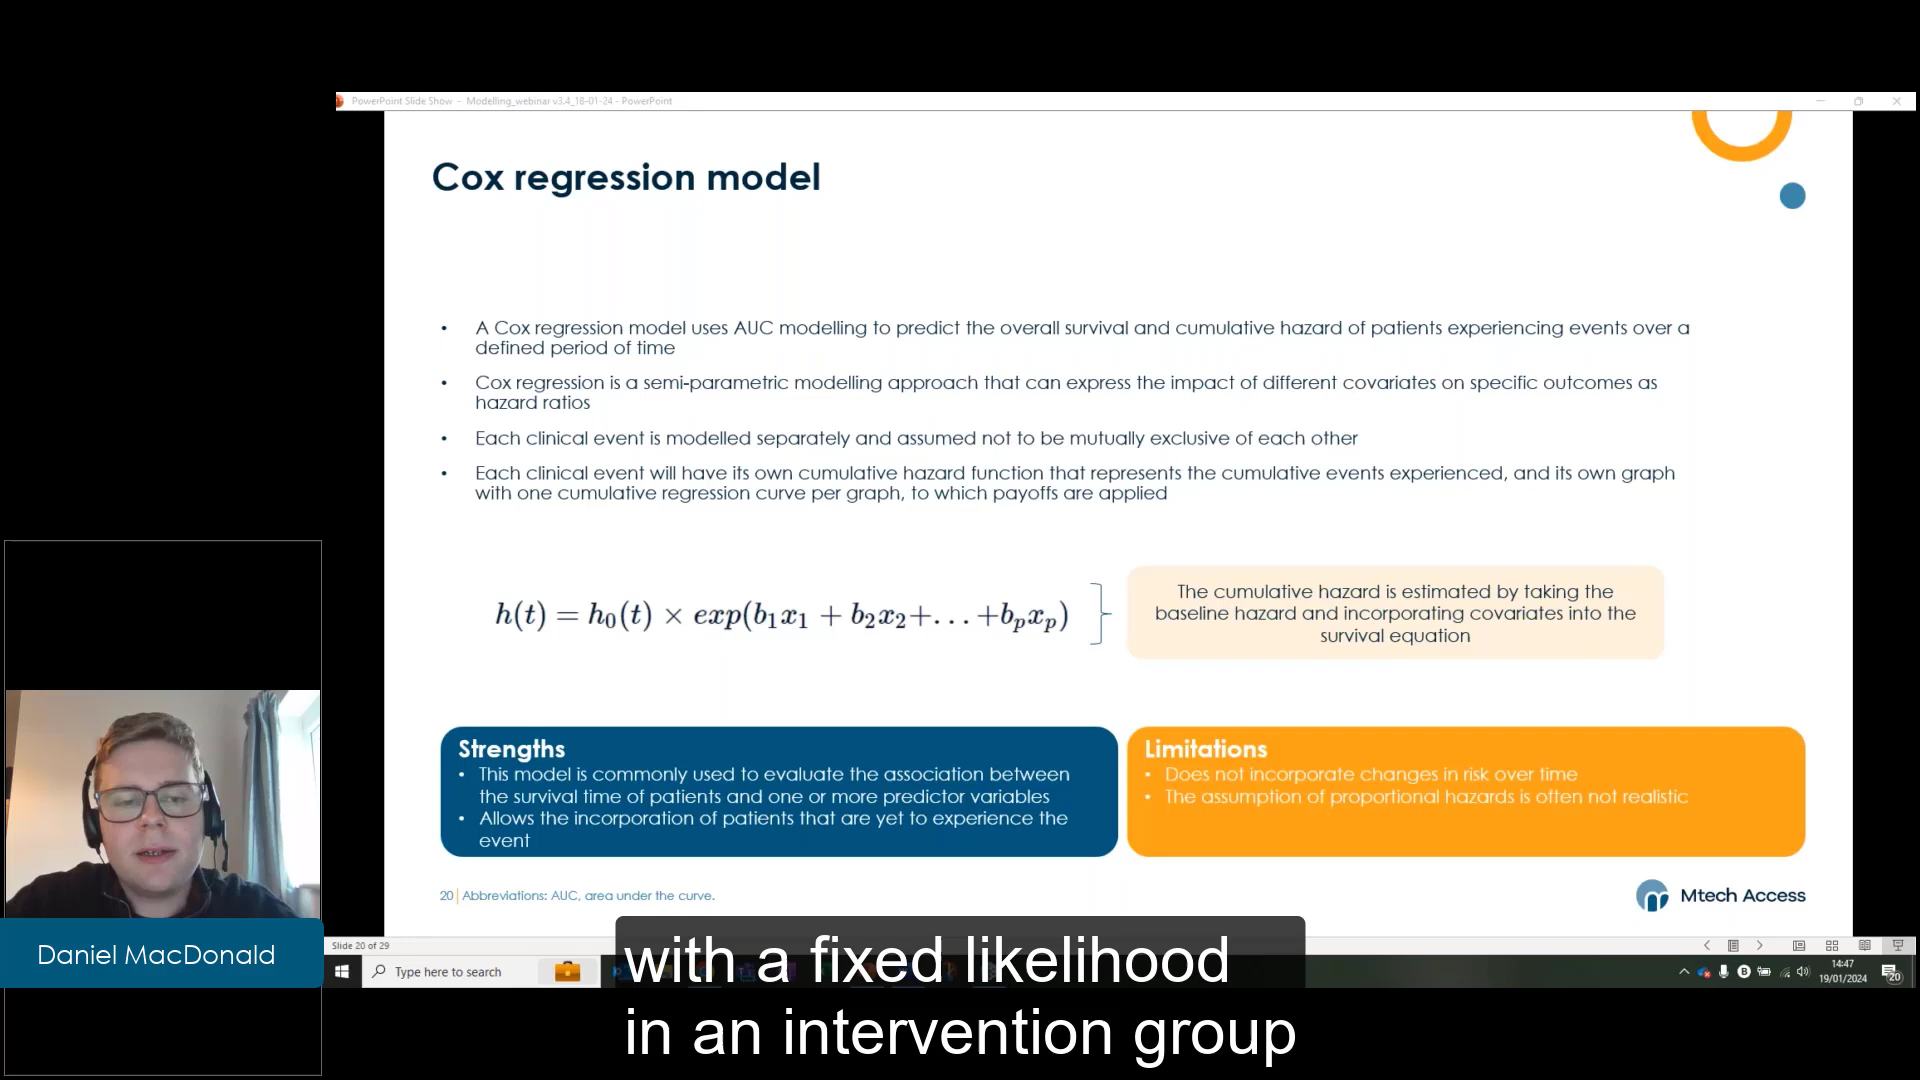 PowerPoint Slide Show - Modelling_webinar v3.4_18-01-24 - PowerPoint
Cox regression model
• A Cox regression model uses AUC modelling to predict the overall survival and cumulative hazard of patients experiencing events over a
defined period of time
• Cox regression is a semi-parametric modelling approach that can express the impact of different covariates on specific outcomes as
hazard ratios
• Each clinical event is modelled separately and assumed not to be mutually exclusive of each other
• Each clinical event will have its own cumulative hazard function that represents the cumulative events experienced, and its own graph
with one cumulative regression curve per graph, to which payoffs are applied
h(t) = h₀(t) × exp(b₁x₁ + b₂x₂+...+bₚxₚ)
The cumulative hazard is estimated by taking the
baseline hazard and incorporating covariates into the
survival equation
Strengths
• This model is commonly used to evaluate the association between
the survival time of patients and one or more predictor variables
• Allows the incorporation of patients that are yet to experience the
event
Limitations
• Does not incorporate changes in risk over time
• The assumption of proportional hazards is often not realistic
20 | Abbreviations: AUC, area under the curve.
Mtech Access
Daniel MacDonald
Slide 20 of 29
Type here to search
14:47
19/01/2024
20
with a fixed likelihood
in an intervention group